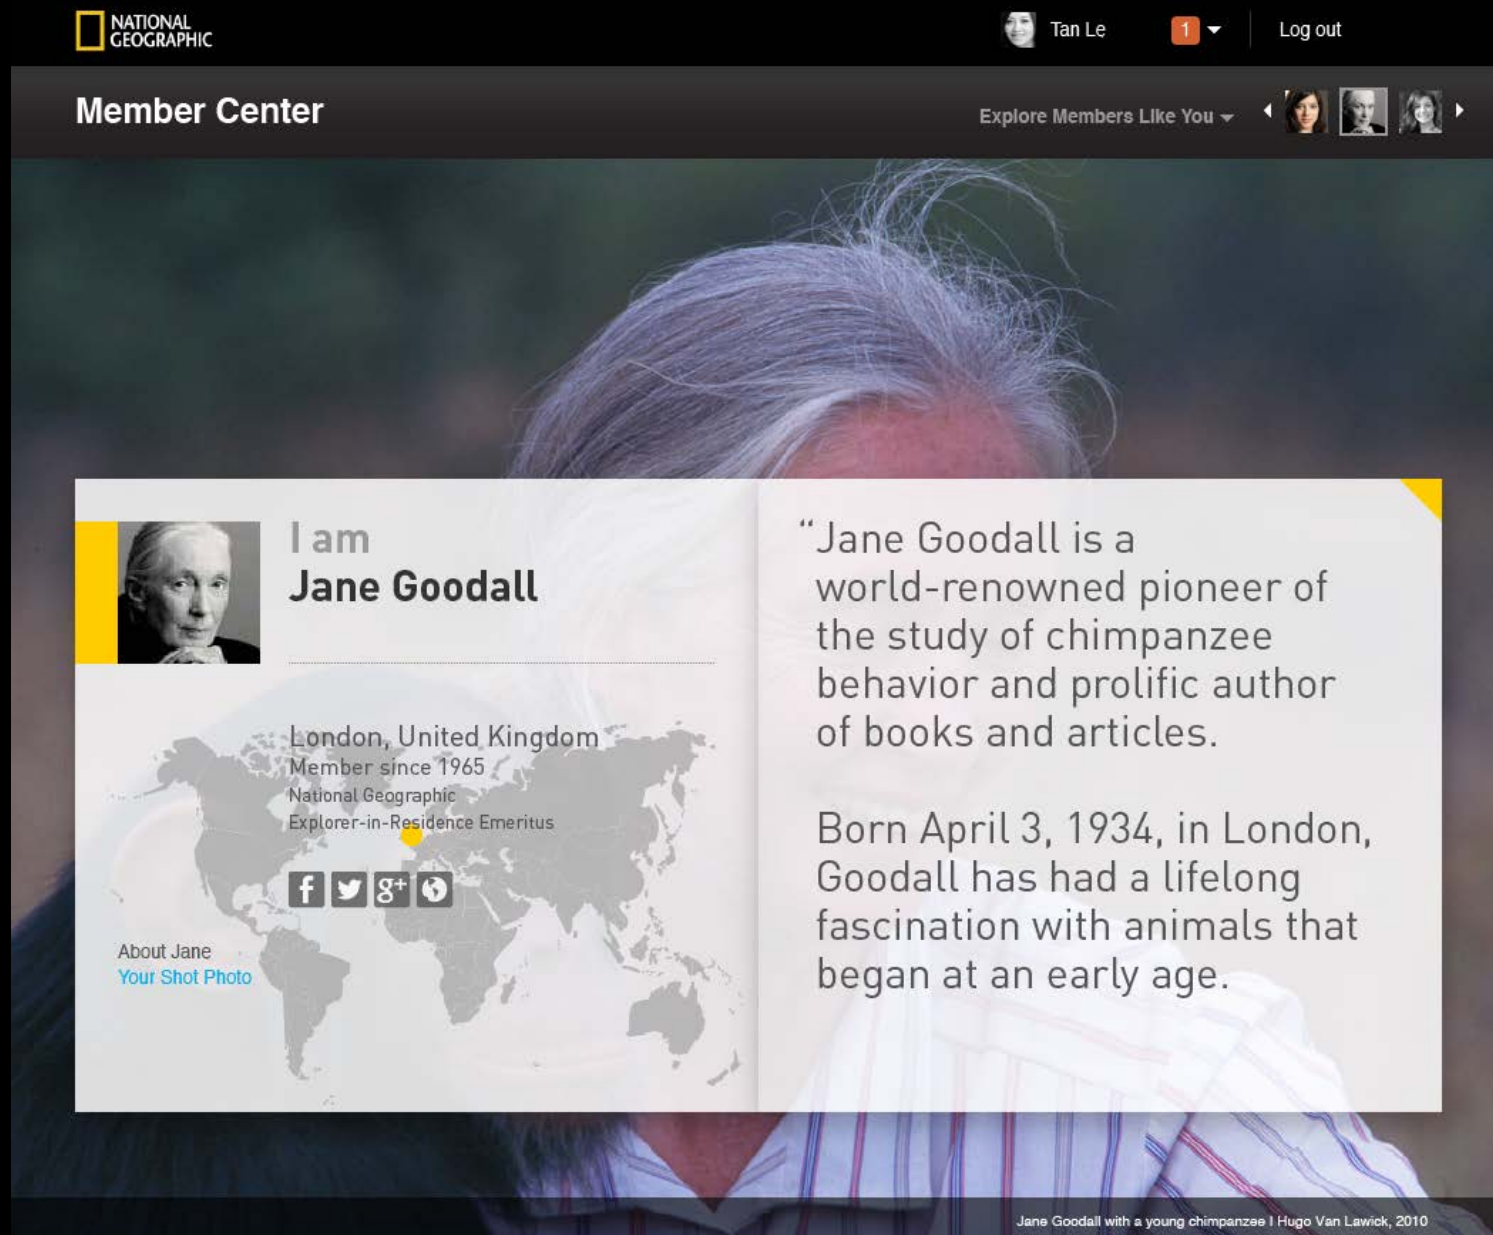 NATIONAL
GEOGRAPHIC
Tan Le
1
Log out
Member Center
Explore Members Like You
I am
Jane Goodall
London, United Kingdom
Member since 1965
National Geographic
Explorer-in-Residence Emeritus
f
g+
About Jane
Your Shot Photo
“Jane Goodall is a
world-renowned pioneer of
the study of chimpanzee
behavior and prolific author
of books and articles.
Born April 3, 1934, in London,
Goodall has had a lifelong
fascination with animals that
began at an early age.
Jane Goodall with a young chimpanzee I Hugo Van Lawick, 2010